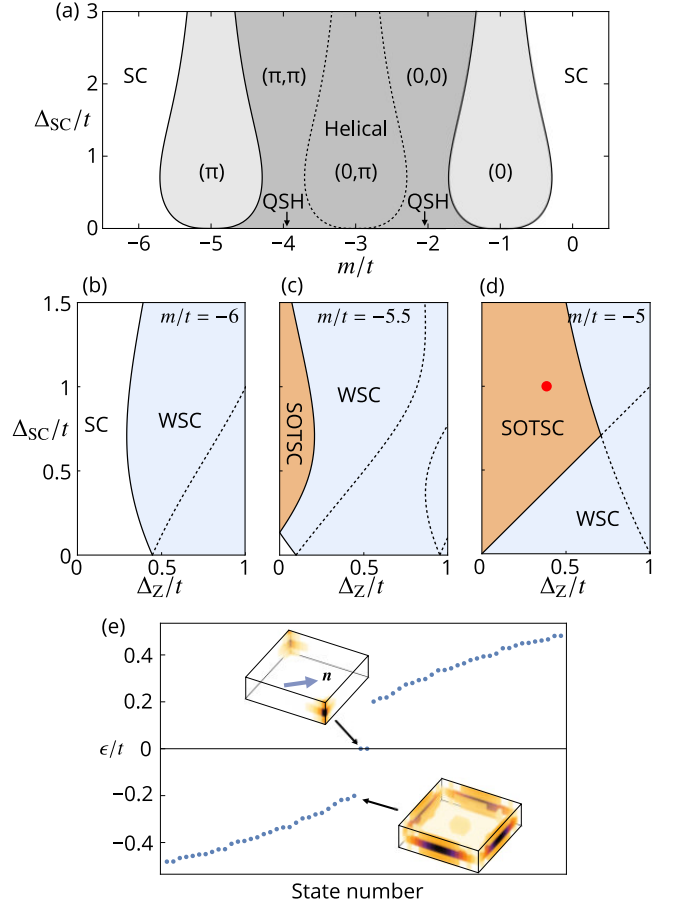 (a)
3
2
1
0
Δ_SC/t
SC
(π,π)
(0,0)
SC
Helical
(π)
(0,π)
(0)
QSH
QSH
−6
−5
−4
−3
−2
−1
0
m/t
(b)
(c)
(d)
1.5
1
0.5
0
Δ_SC/t
m/t = −6
SC
WSC
0.5
1
Δ_Z/t
m/t = −5.5
SOTSC
WSC
0
0.5
1
Δ_Z/t
m/t = −5
SOTSC
WSC
0
0.5
1
Δ_Z/t
(e)
0.4
0.2
0
−0.2
−0.4
ϵ/t
n
State number